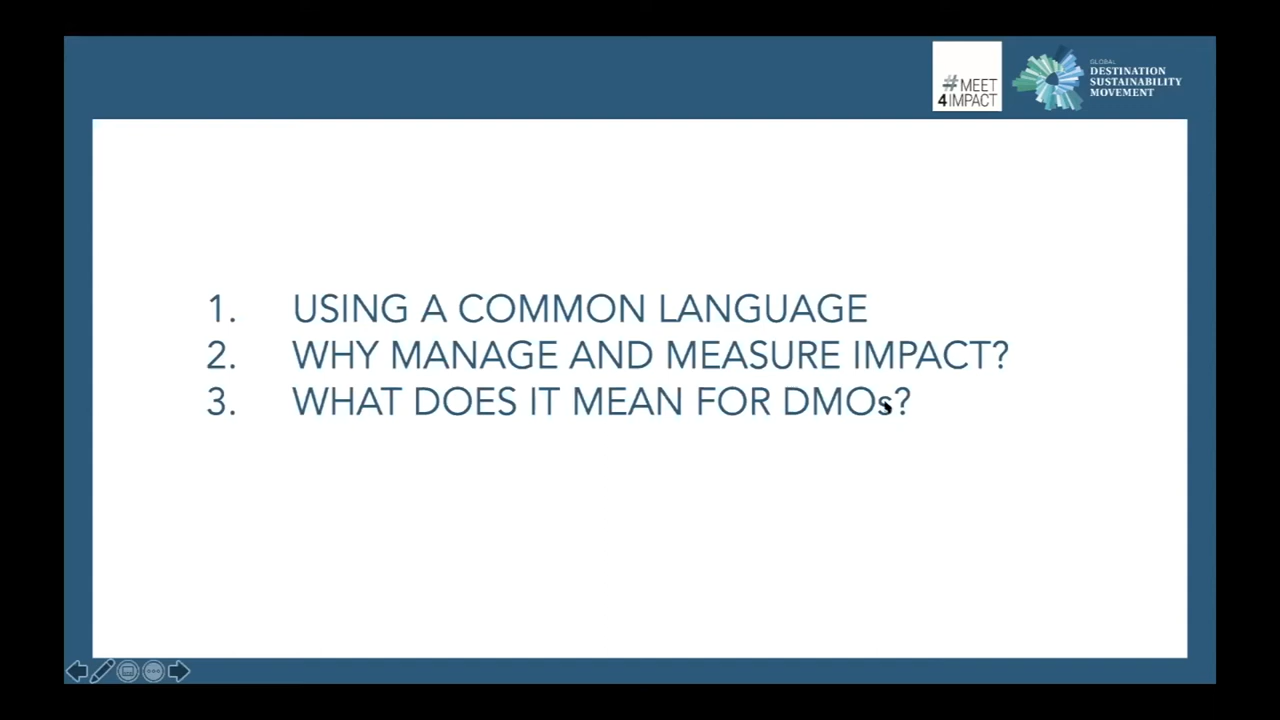 #MEET
4IMPACT
GLOBAL
DESTINATION
SUSTAINABILITY
MOVEMENT
1. USING A COMMON LANGUAGE
2. WHY MANAGE AND MEASURE IMPACT?
3. WHAT DOES IT MEAN FOR DMOs?